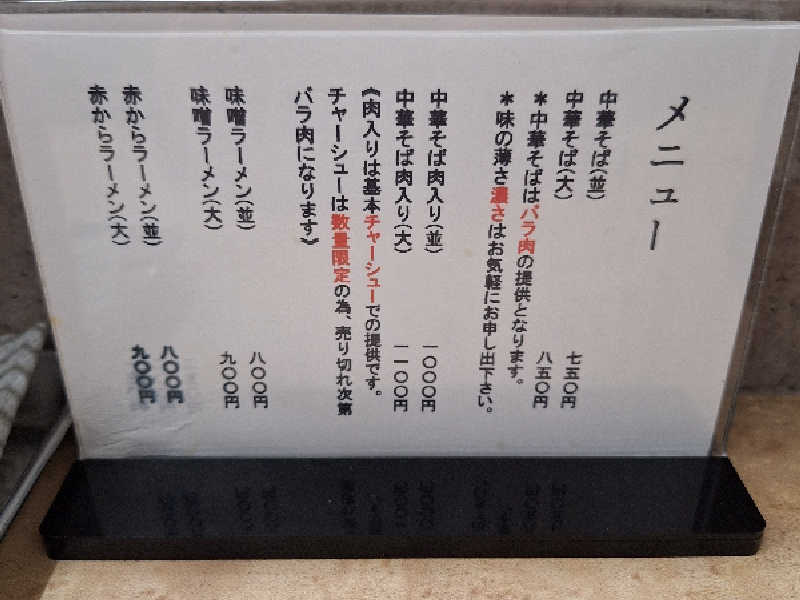 メニュー
中華そば(並) 七五〇円
中華そば(大) 八五〇円
*中華そばはバラ肉の提供となります。
*味の薄さ濃さはお気軽にお申し出下さい。
中華そば肉入り(並) 一〇〇〇円
中華そば肉入り(大) 一一〇〇円
(肉入りは基本チャーシューでの提供です。
チャーシューは数量限定の為、売り切れ次第
バラ肉になります)
味噌ラーメン(並) 八〇〇円
味噌ラーメン(大) 九〇〇円
赤からラーメン(並) 八〇〇円
赤からラーメン(大) 九〇〇円